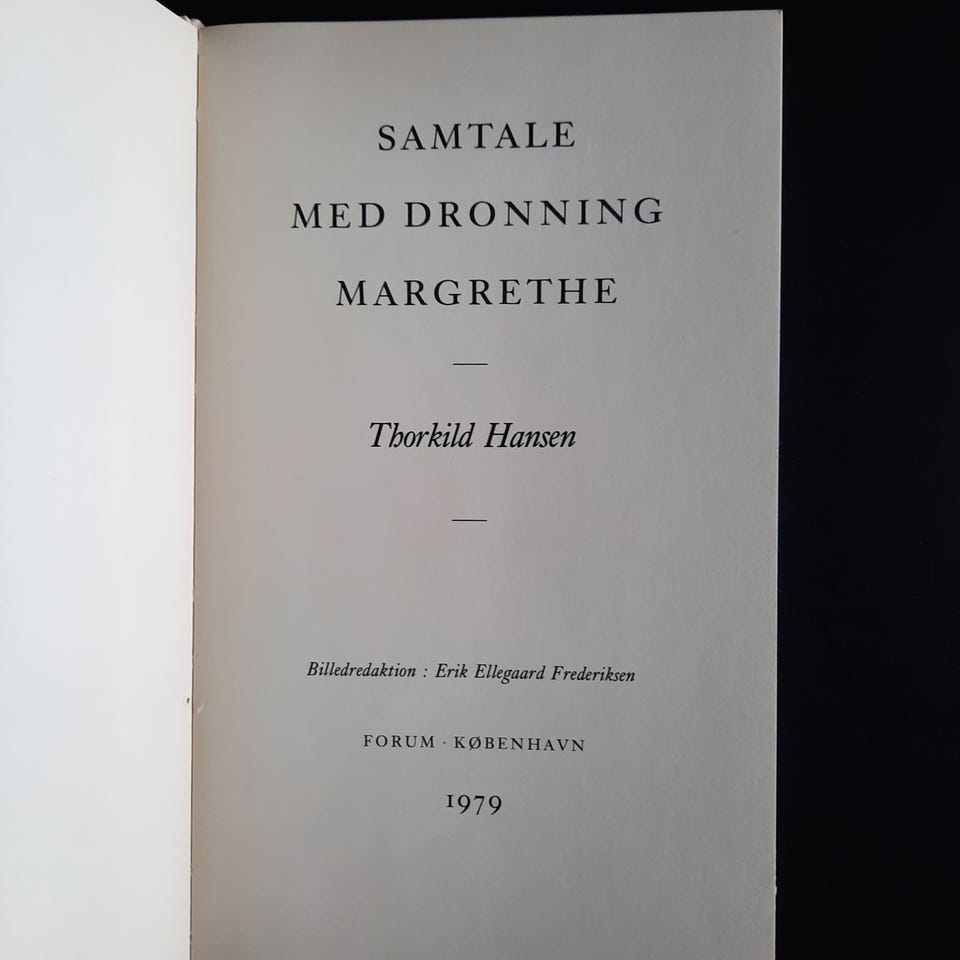 SAMTALE
MED DRONNING
MARGRETHE
Thorkild Hansen
Billedredaktion : Erik Ellegaard Frederiksen
FORUM · KØBENHAVN
1979